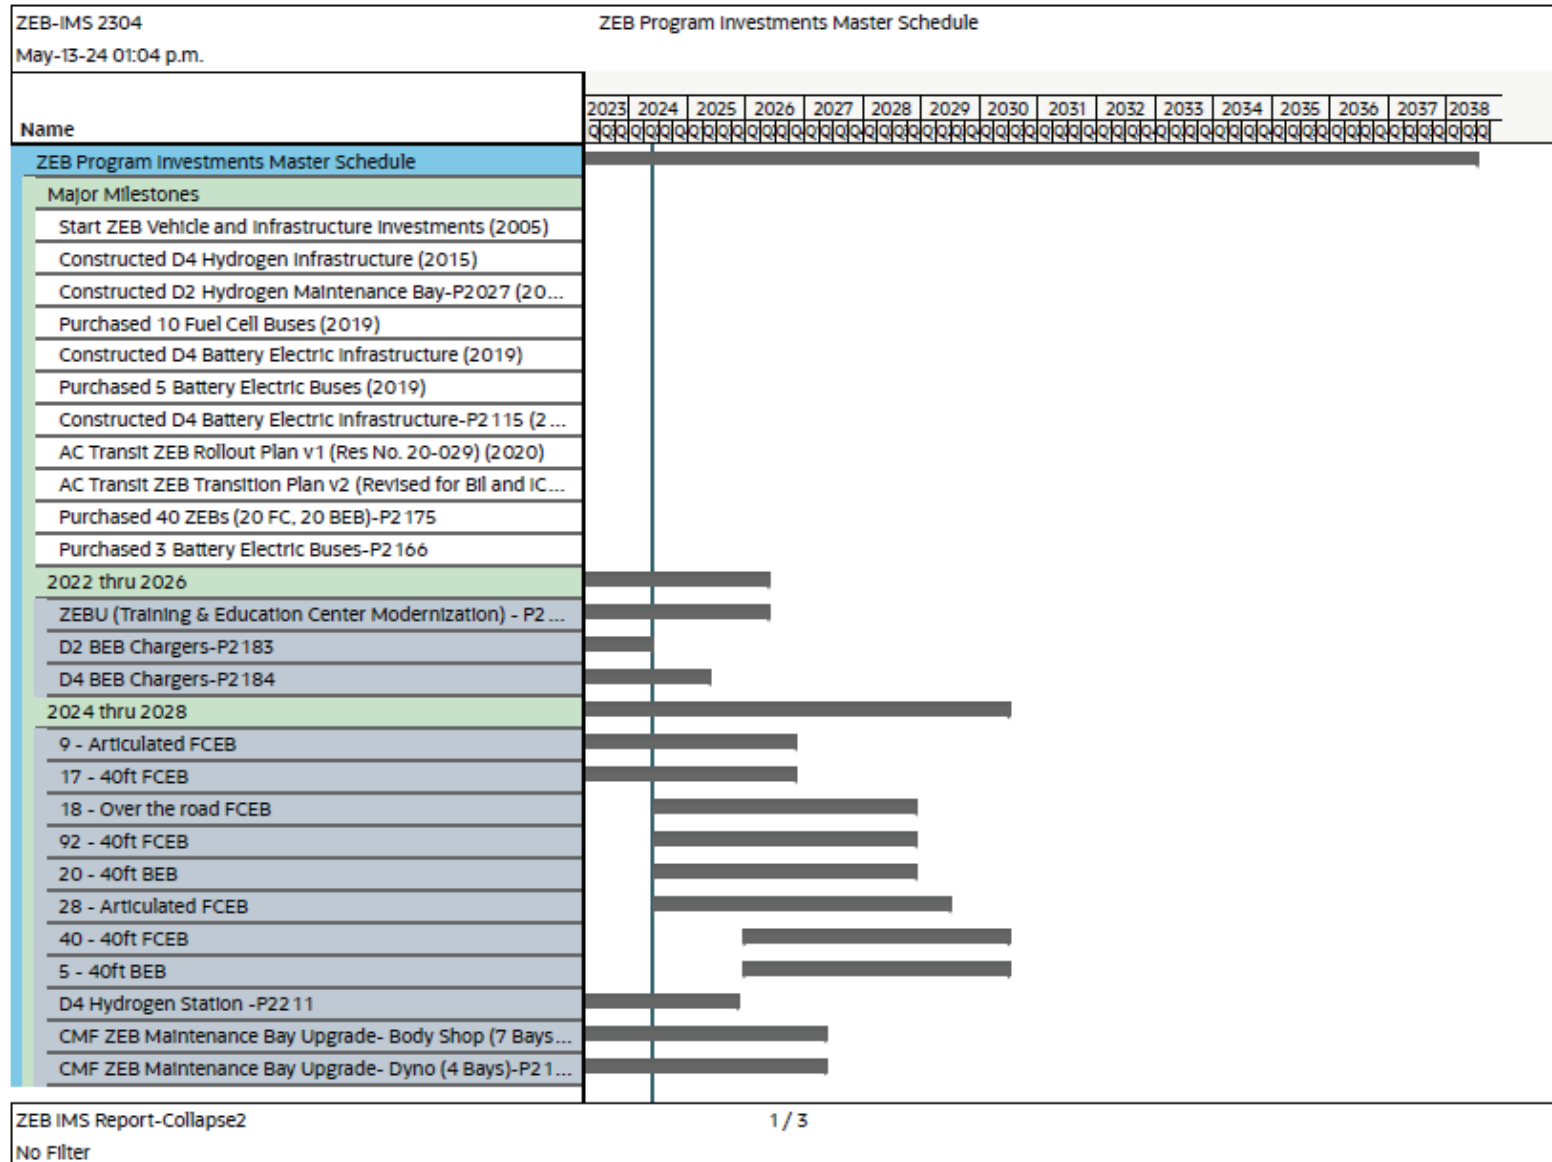 ZEB-IMS 2304 ZEB Program Investments Master Schedule
May-13-24 01:04 p.m.
2023 2024 2025 2026 2027 2028 2029 2030 2031 2032 2033 2034 2035 2036 2037 2038
Name
ZEB Program Investments Master Schedule
Major Milestones
Start ZEB Vehicle and Infrastructure Investments (2005)
Constructed D4 Hydrogen Infrastructure (2015)
Constructed D2 Hydrogen Maintenance Bay-P2027 (20...
Purchased 10 Fuel Cell Buses (2019)
Constructed D4 Battery Electric Infrastructure (2019)
Purchased 5 Battery Electric Buses (2019)
Constructed D4 Battery Electric Infrastructure-P2115 (2...
AC Transit ZEB Rollout Plan v1 (Res No. 20-029) (2020)
AC Transit ZEB Transition Plan v2 (Revised for Bil and IC...
Purchased 40 ZEBs (20 FC, 20 BEB)-P2175
Purchased 3 Battery Electric Buses-P2166
2022 thru 2026
ZEBU (Training & Education Center Modernization) - P2...
D2 BEB Chargers-P2183
D4 BEB Chargers-P2184
2024 thru 2028
9 - Articulated FCEB
17 - 40ft FCEB
18 - Over the road FCEB
92 - 40ft FCEB
20 - 40ft BEB
28 - Articulated FCEB
40 - 40ft FCEB
5 - 40ft BEB
D4 Hydrogen Station -P2211
CMF ZEB Maintenance Bay Upgrade- Body Shop (7 Bays...
CMF ZEB Maintenance Bay Upgrade- Dyno (4 Bays)-P21...
ZEB IMS Report-Collapse2 1 / 3
No Filter